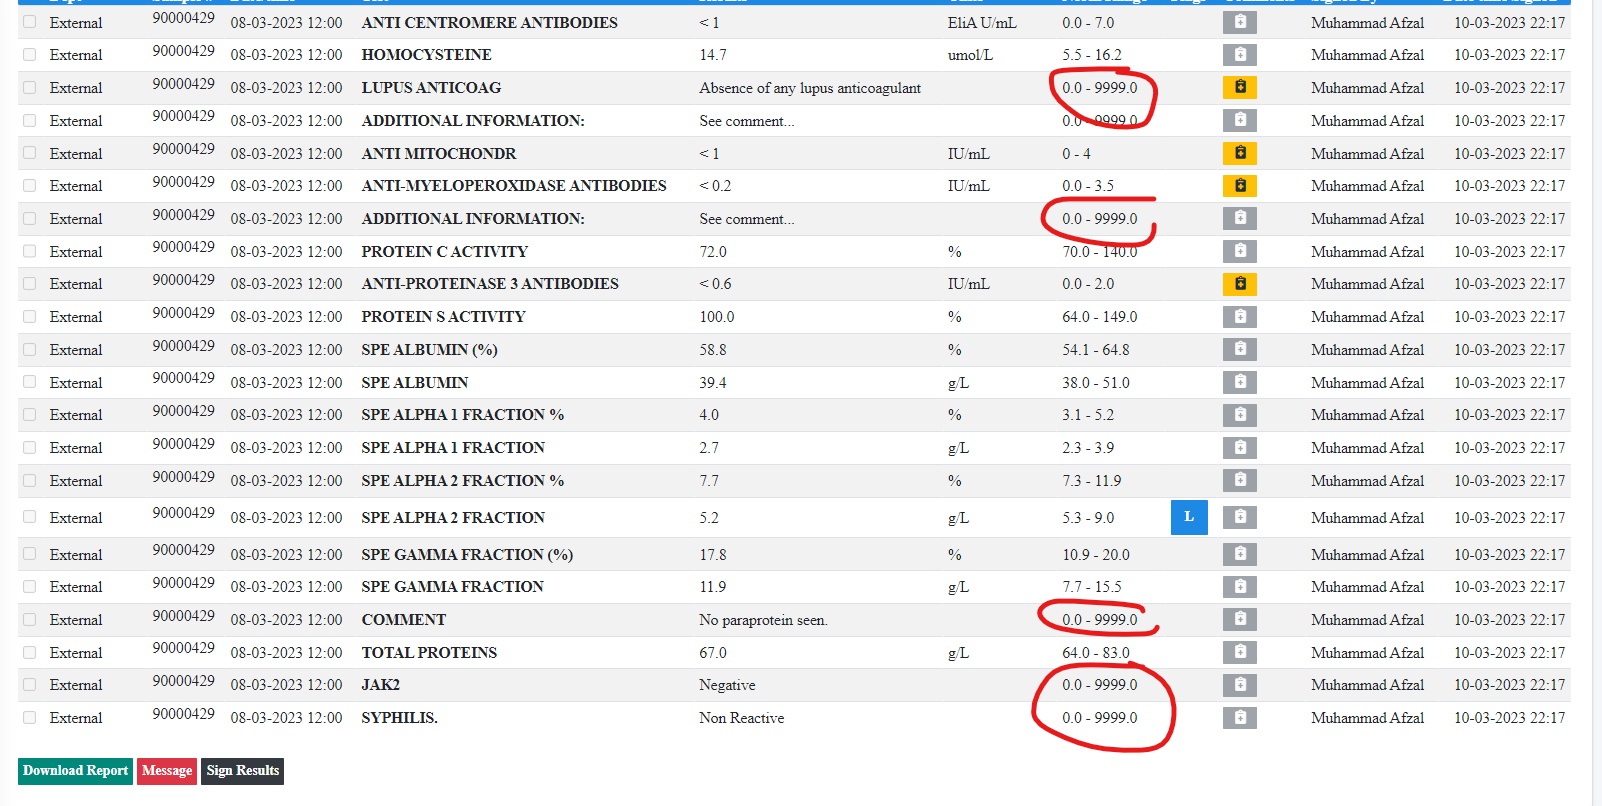 External 90000429 08-03-2023 12:00 ANTI CENTROMERE ANTIBODIES < 1 EliA U/mL 0.0 - 7.0 Muhammad Afzal 10-03-2023 22:17
External 90000429 08-03-2023 12:00 HOMOCYSTEINE 14.7 umol/L 5.5 - 16.2 Muhammad Afzal 10-03-2023 22:17
External 90000429 08-03-2023 12:00 LUPUS ANTICOAG Absence of any lupus anticoagulant 0.0 - 9999.0 Muhammad Afzal 10-03-2023 22:17
External 90000429 08-03-2023 12:00 ADDITIONAL INFORMATION: See comment... 0.0 - 9999.0 Muhammad Afzal 10-03-2023 22:17
External 90000429 08-03-2023 12:00 ANTI MITOCHONDR < 1 IU/mL 0 - 4 Muhammad Afzal 10-03-2023 22:17
External 90000429 08-03-2023 12:00 ANTI-MYELOPEROXIDASE ANTIBODIES < 0.2 IU/mL 0.0 - 3.5 Muhammad Afzal 10-03-2023 22:17
External 90000429 08-03-2023 12:00 ADDITIONAL INFORMATION: See comment... 0.0 - 9999.0 Muhammad Afzal 10-03-2023 22:17
External 90000429 08-03-2023 12:00 PROTEIN C ACTIVITY 72.0 % 70.0 - 140.0 Muhammad Afzal 10-03-2023 22:17
External 90000429 08-03-2023 12:00 ANTI-PROTEINASE 3 ANTIBODIES < 0.6 IU/mL 0.0 - 2.0 Muhammad Afzal 10-03-2023 22:17
External 90000429 08-03-2023 12:00 PROTEIN S ACTIVITY 100.0 % 64.0 - 149.0 Muhammad Afzal 10-03-2023 22:17
External 90000429 08-03-2023 12:00 SPE ALBUMIN (%) 58.8 % 54.1 - 64.8 Muhammad Afzal 10-03-2023 22:17
External 90000429 08-03-2023 12:00 SPE ALBUMIN 39.4 g/L 38.0 - 51.0 Muhammad Afzal 10-03-2023 22:17
External 90000429 08-03-2023 12:00 SPE ALPHA 1 FRACTION % 4.0 % 3.1 - 5.2 Muhammad Afzal 10-03-2023 22:17
External 90000429 08-03-2023 12:00 SPE ALPHA 1 FRACTION 2.7 g/L 2.3 - 3.9 Muhammad Afzal 10-03-2023 22:17
External 90000429 08-03-2023 12:00 SPE ALPHA 2 FRACTION % 7.7 % 7.3 - 11.9 Muhammad Afzal 10-03-2023 22:17
External 90000429 08-03-2023 12:00 SPE ALPHA 2 FRACTION 5.2 g/L 5.3 - 9.0 L Muhammad Afzal 10-03-2023 22:17
External 90000429 08-03-2023 12:00 SPE GAMMA FRACTION (%) 17.8 % 10.9 - 20.0 Muhammad Afzal 10-03-2023 22:17
External 90000429 08-03-2023 12:00 SPE GAMMA FRACTION 11.9 g/L 7.7 - 15.5 Muhammad Afzal 10-03-2023 22:17
External 90000429 08-03-2023 12:00 COMMENT No paraprotein seen. 0.0 - 9999.0 Muhammad Afzal 10-03-2023 22:17
External 90000429 08-03-2023 12:00 TOTAL PROTEINS 67.0 g/L 64.0 - 83.0 Muhammad Afzal 10-03-2023 22:17
External 90000429 08-03-2023 12:00 JAK2 Negative 0.0 - 9999.0 Muhammad Afzal 10-03-2023 22:17
External 90000429 08-03-2023 12:00 SYPHILIS. Non Reactive 0.0 - 9999.0 Muhammad Afzal 10-03-2023 22:17
Download Report Message Sign Results